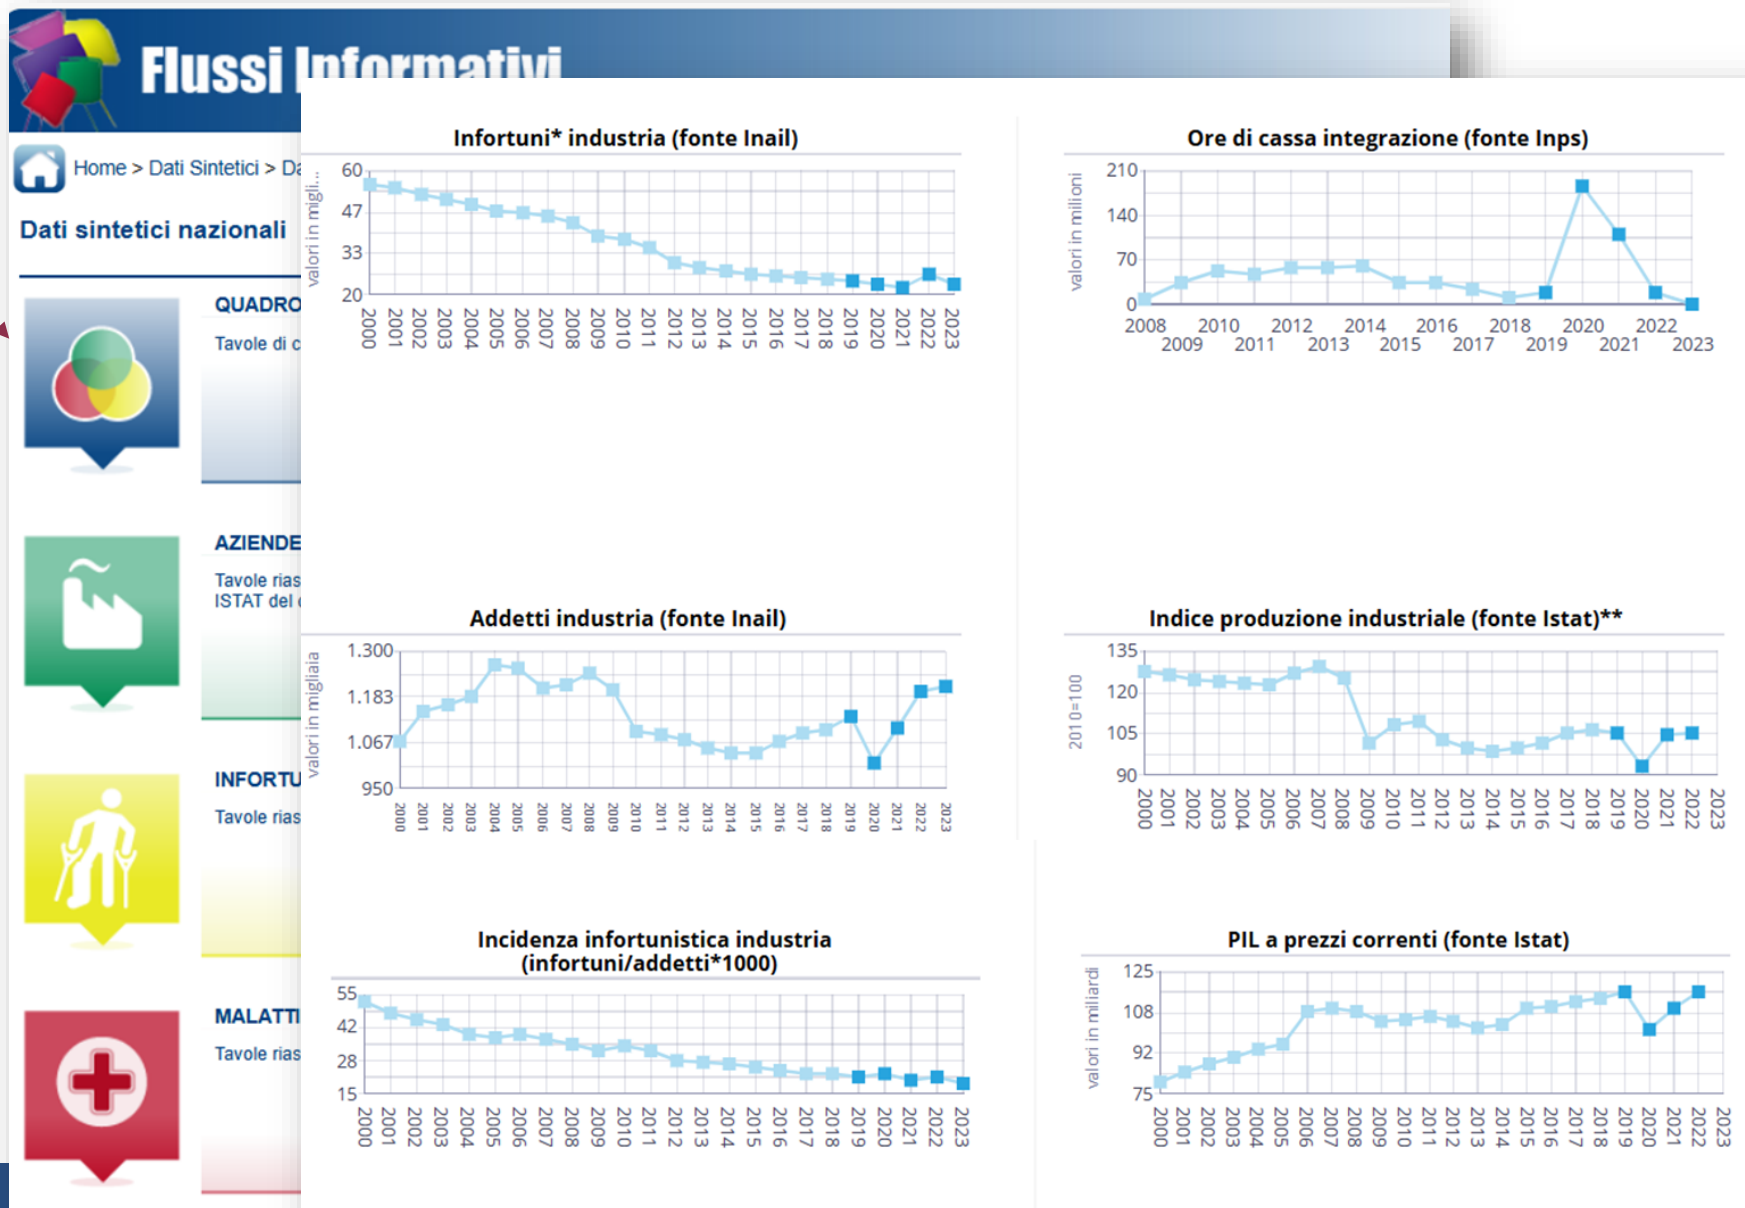 Flussi Informativi
Home > Dati Sintetici >
Dati sintetici nazionali
QUADRO
Tavole di
AZIENDE
Tavole
ISTAT del
Tavole
Tavole
Infortuni* industria (fonte Inail)
valori in migli...
60
47
33
20
2000 2001 2002 2003 2004 2005 2006 2007 2008 2009 2010 2011 2012 2013 2014 2015 2016 2017 2018 2019 2020 2021 2022 2023
Ore di cassa integrazione (fonte Inps)
valori in milioni
210
140
70
0
2008 2010 2012 2014 2016 2018 2020 2022
2009 2011 2013 2015 2017 2019 2021 2023
Addetti industria (fonte Inail)
valori in migliaia
1.300
1.183
1.067
950
2000 2001 2002 2003 2004 2005 2006 2007 2008 2009 2010 2011 2012 2013 2014 2015 2016 2017 2018 2019 2020 2021 2022 2023
Indice produzione industriale (fonte Istat)**
2010=100
135
120
105
90
2000 2001 2002 2003 2004 2005 2006 2007 2008 2009 2010 2011 2012 2013 2014 2015 2016 2017 2018 2019 2020 2021 2022 2023
Incidenza infortunistica industria
(infortuni/addetti*1000)
55
42
28
15
2000 2001 2002 2003 2004 2005 2006 2007 2008 2009 2010 2011 2012 2013 2014 2015 2016 2017 2018 2019 2020 2021 2022 2023
PIL a prezzi correnti (fonte Istat)
valori in miliardi
125
108
92
75
2000 2001 2002 2003 2004 2005 2006 2007 2008 2009 2010 2011 2012 2013 2014 2015 2016 2017 2018 2019 2020 2021 2022 2023